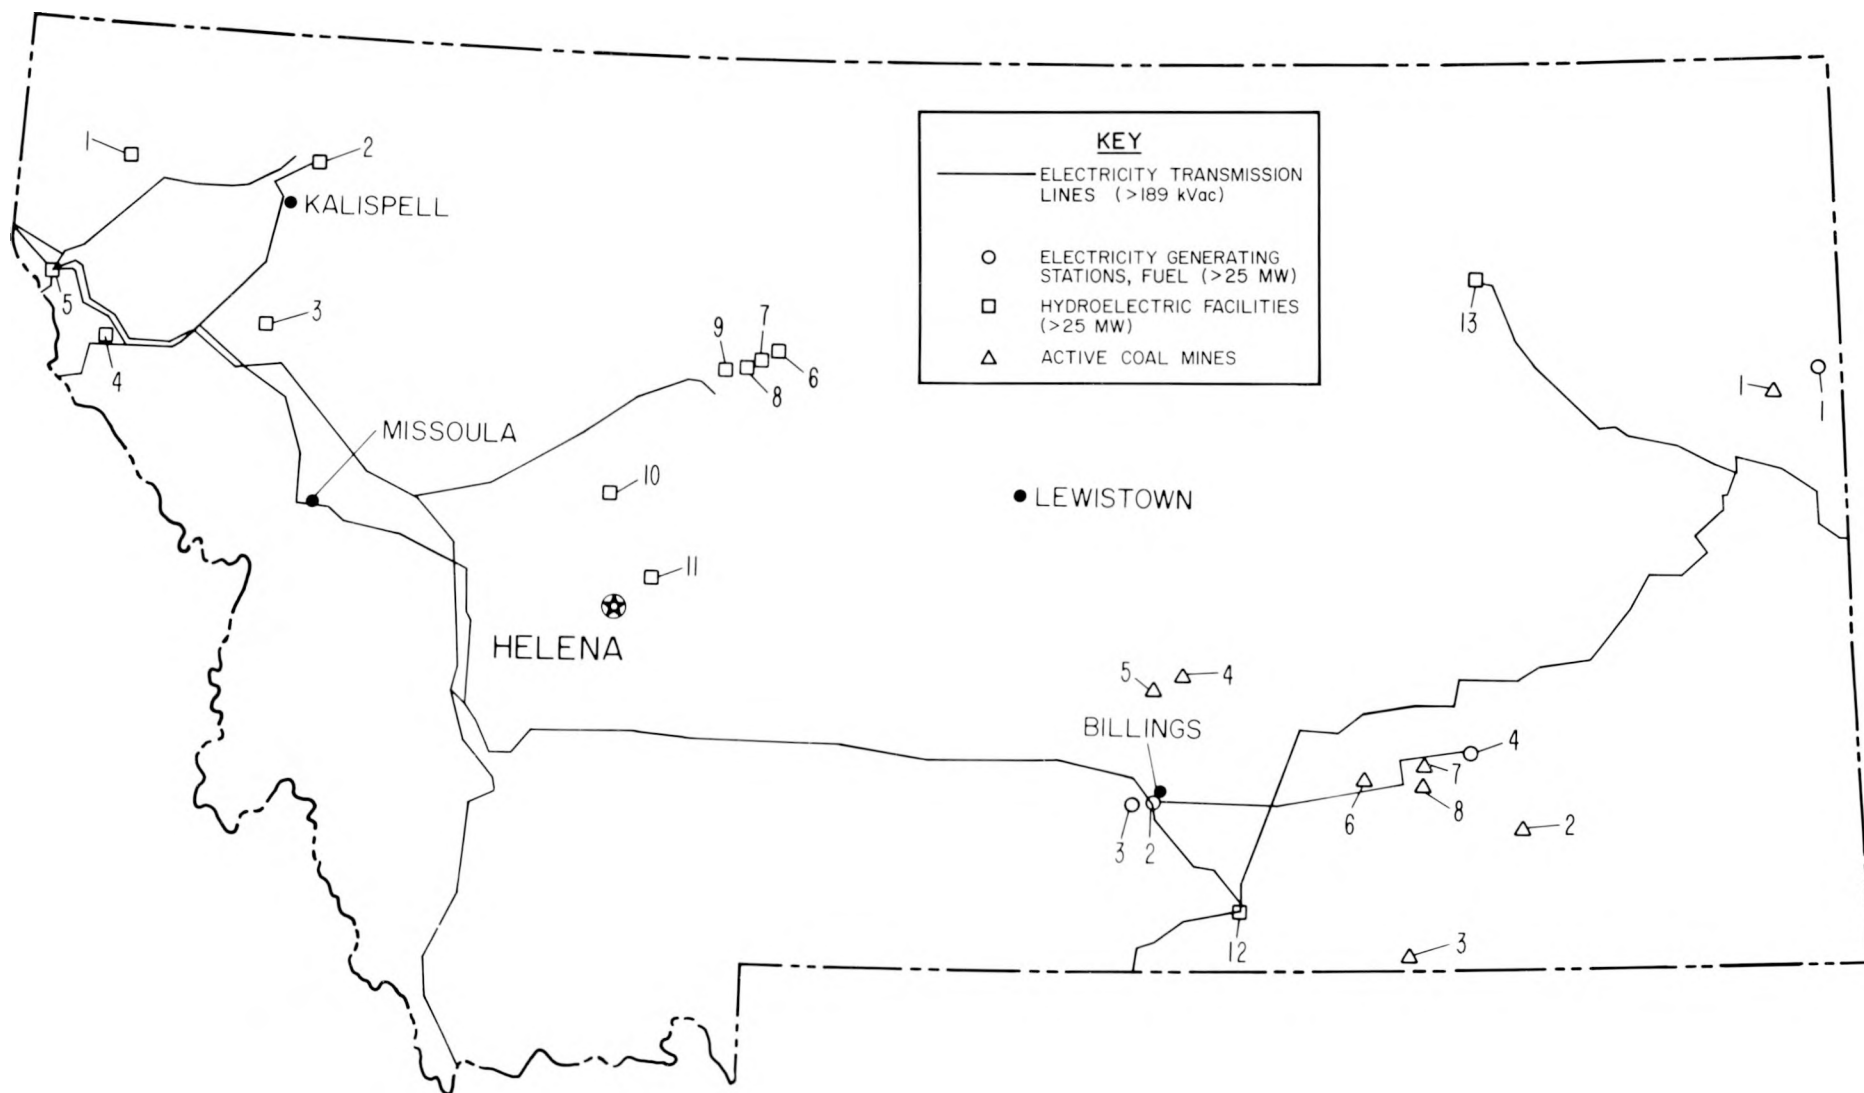 KEY
ELECTRICITY TRANSMISSION
LINES (>189 kVac)
ELECTRICITY GENERATING
STATIONS, FUEL (>25 MW)
HYDROELECTRIC FACILITIES
(>25 MW)
ACTIVE COAL MINES
1
2
KALISPELL
5
3
4
9
7
6
8
13
1
1
MISSOULA
10
LEWISTOWN
11
HELENA
5
4
BILLINGS
4
7
8
6
2
3
2
12
3